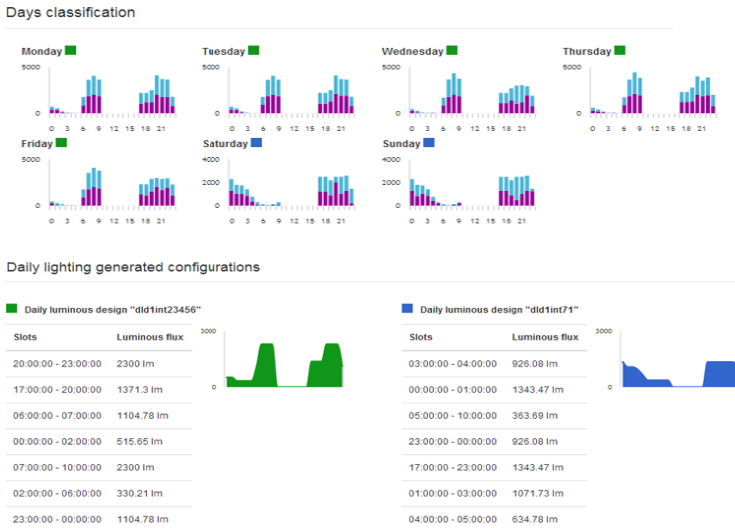 Days classification
Monday Tuesday Wednesday Thursday
5000 5000 5000 5000
0 0 0 0
0 3 6 9 12 15 18 21 0 3 6 9 12 15 18 21 0 3 6 9 12 15 18 21 0 3 6 9 12 15 18 21
Friday Saturday Sunday
5000 4000 4000
2000 2000
0 0 0
0 3 6 9 12 15 18 21 0 3 6 9 12 15 18 21 0 3 6 9 12 15 18 21
Daily lighting generated configurations
Daily luminous design "dld1int23456"
Slots Luminous flux
20:00:00 - 23:00:00 2300 lm
17:00:00 - 20:00:00 1371.3 lm
06:00:00 - 07:00:00 1104.78 lm
00:00:00 - 02:00:00 515.65 lm
07:00:00 - 10:00:00 2300 lm
02:00:00 - 06:00:00 330.21 lm
23:00:00 - 00:00:00 1104.78 lm
3000
0
Daily luminous design "dld1int71"
Slots Luminous flux
03:00:00 - 04:00:00 926.08 lm
00:00:00 - 01:00:00 1343.47 lm
05:00:00 - 10:00:00 363.69 lm
23:00:00 - 00:00:00 926.08 lm
17:00:00 - 23:00:00 1343.47 lm
01:00:00 - 03:00:00 1071.73 lm
04:00:00 - 05:00:00 634.78 lm
3000
0